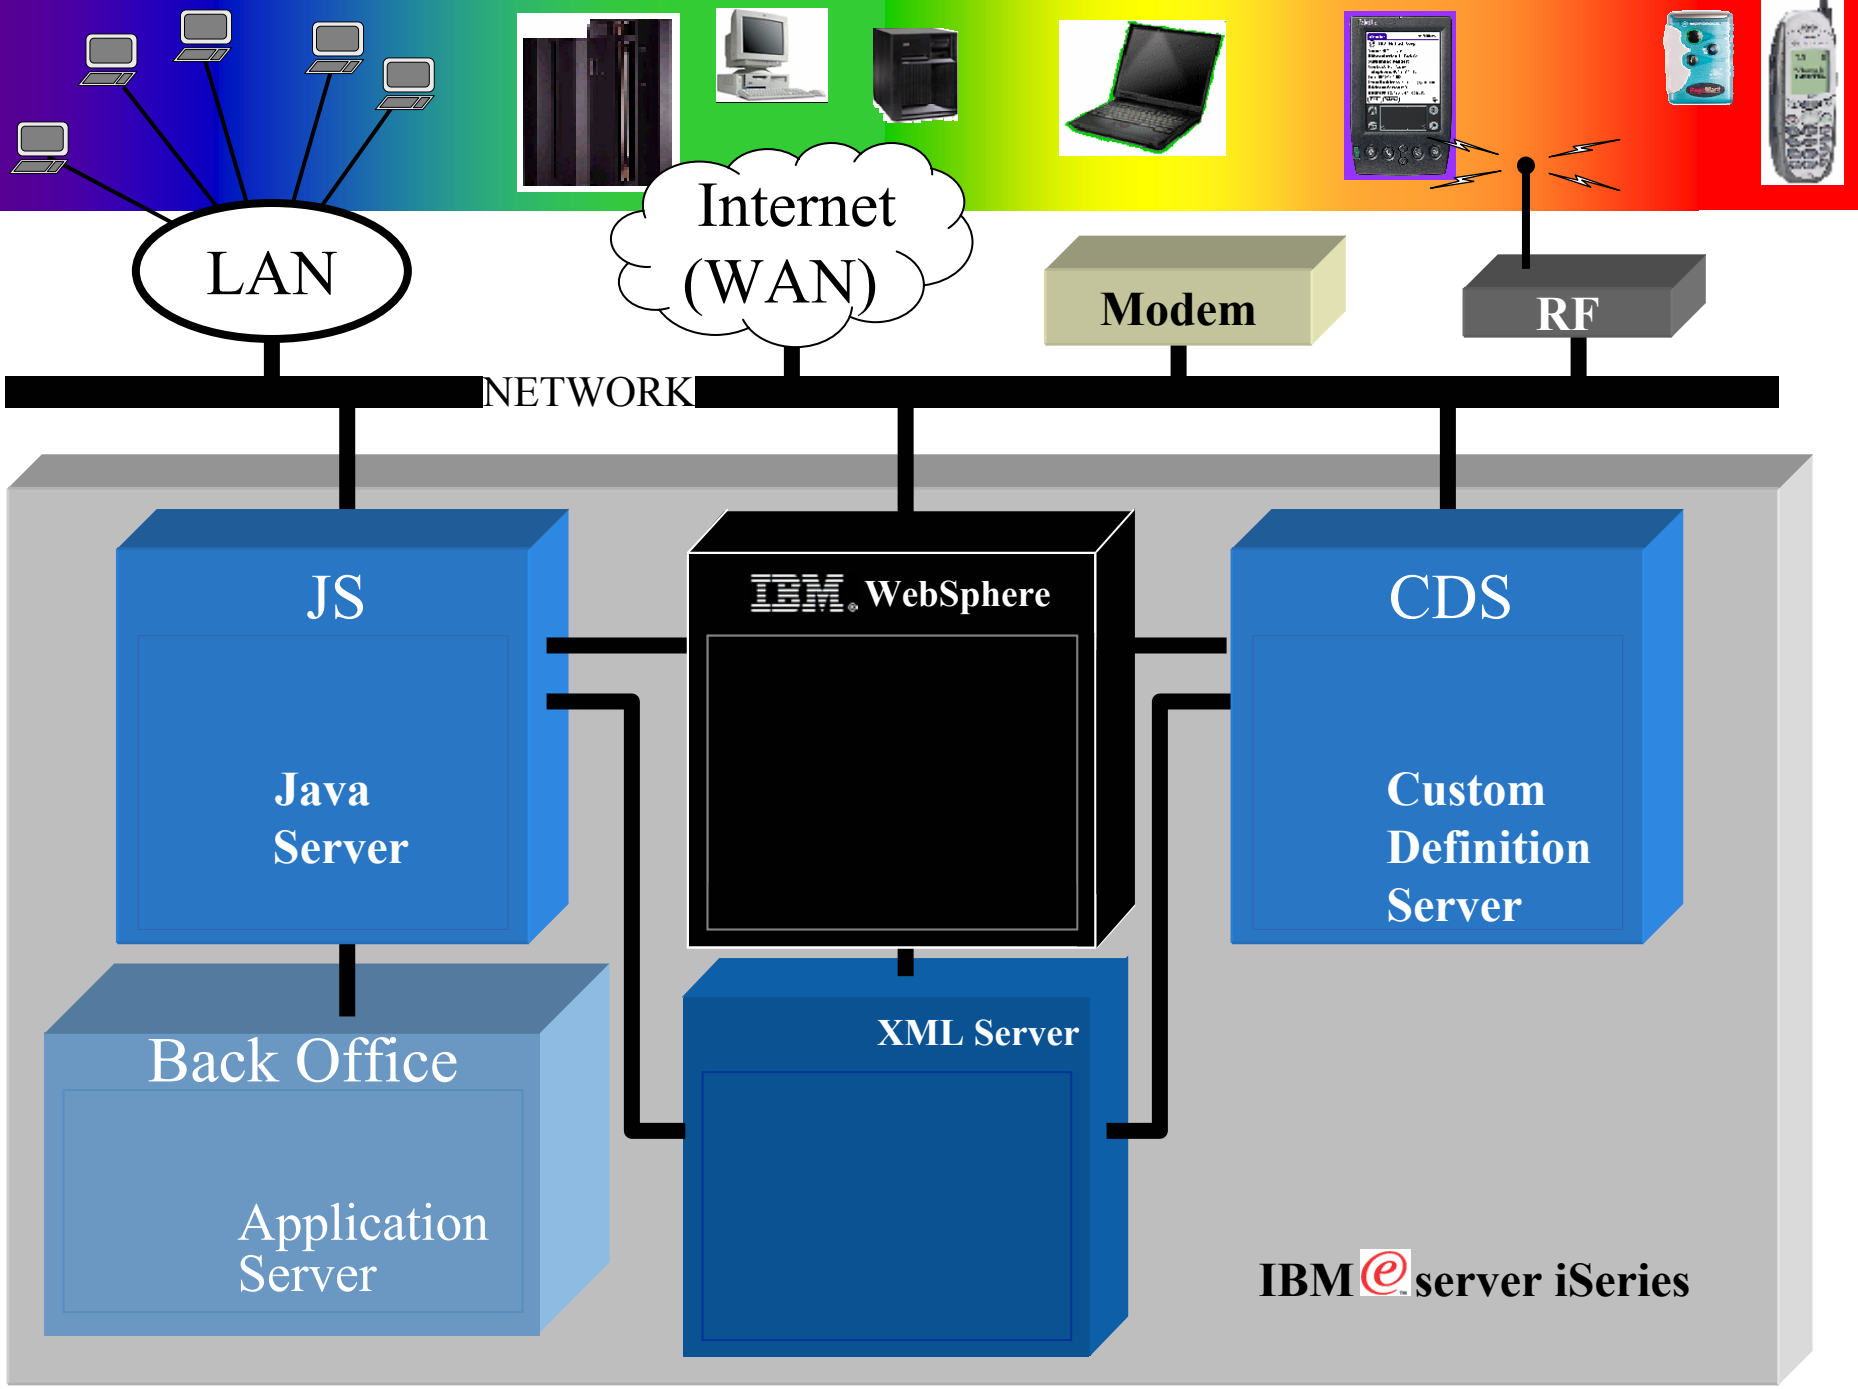 LAN
Internet
(WAN)
Modem
RF
NETWORK
JS
IBM® WebSphere
CDS
Java
Server
Custom
Definition
Server
XML Server
Back Office
Application
Server
IBM e server iSeries